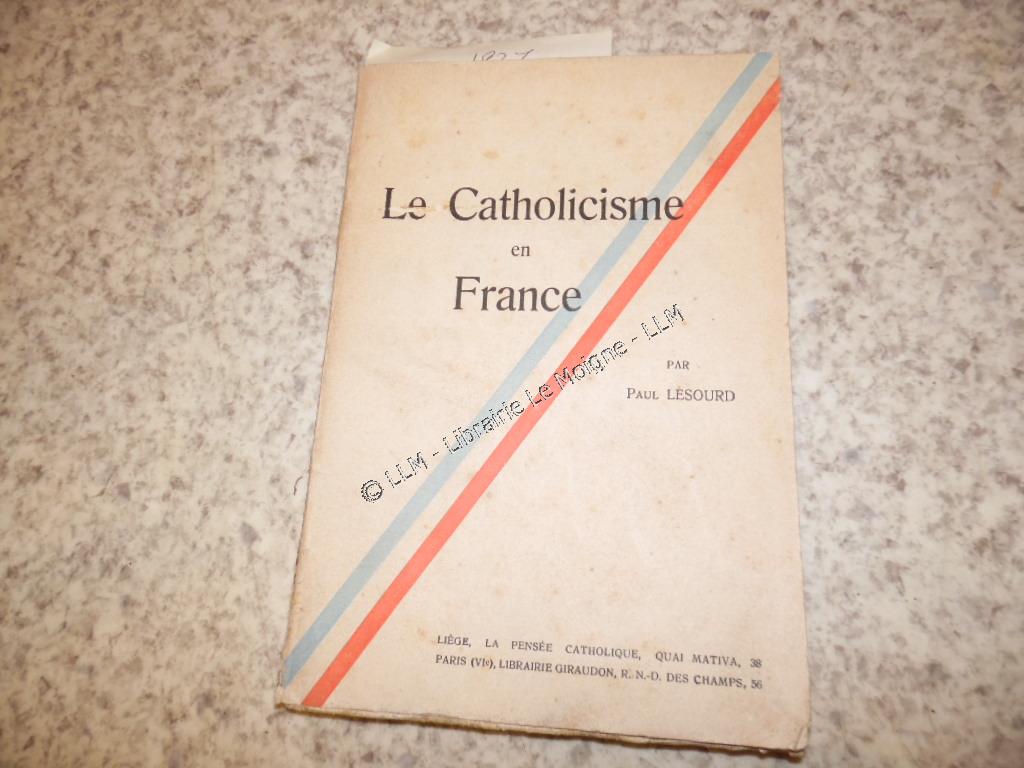 Le Catholicisme
en
France
PAR
PAUL LESOURD
© LLM - Librairie Le Moigne - LLM
LIÈGE, LA PENSÉE CATHOLIQUE, QUAI MATIVA, 38
PARIS (VIe), LIBRAIRIE GIRAUDON, R. N.-D. DES CHAMPS, 56